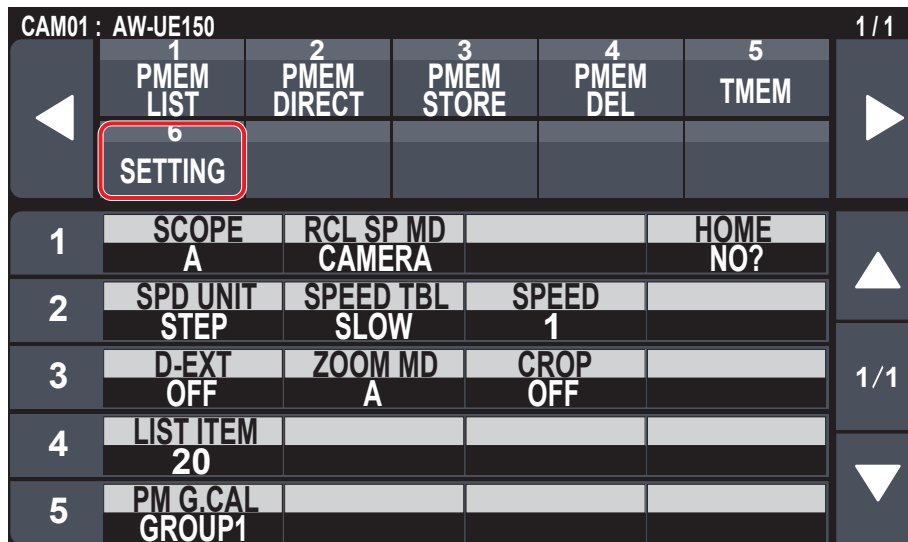 CAM01 : AW-UE150 1 / 1
1 2 3 4 5
PMEM LIST PMEM DIRECT PMEM STORE PMEM DEL TMEM
6
SETTING
1 SCOPE RCL SP MD HOME
A CAMERA NO?
2 SPD UNIT SPEED TBL SPEED
STEP SLOW 1
3 D-EXT ZOOM MD CROP 1/1
OFF A OFF
4 LIST ITEM
20
5 PM G.CAL
GROUP1